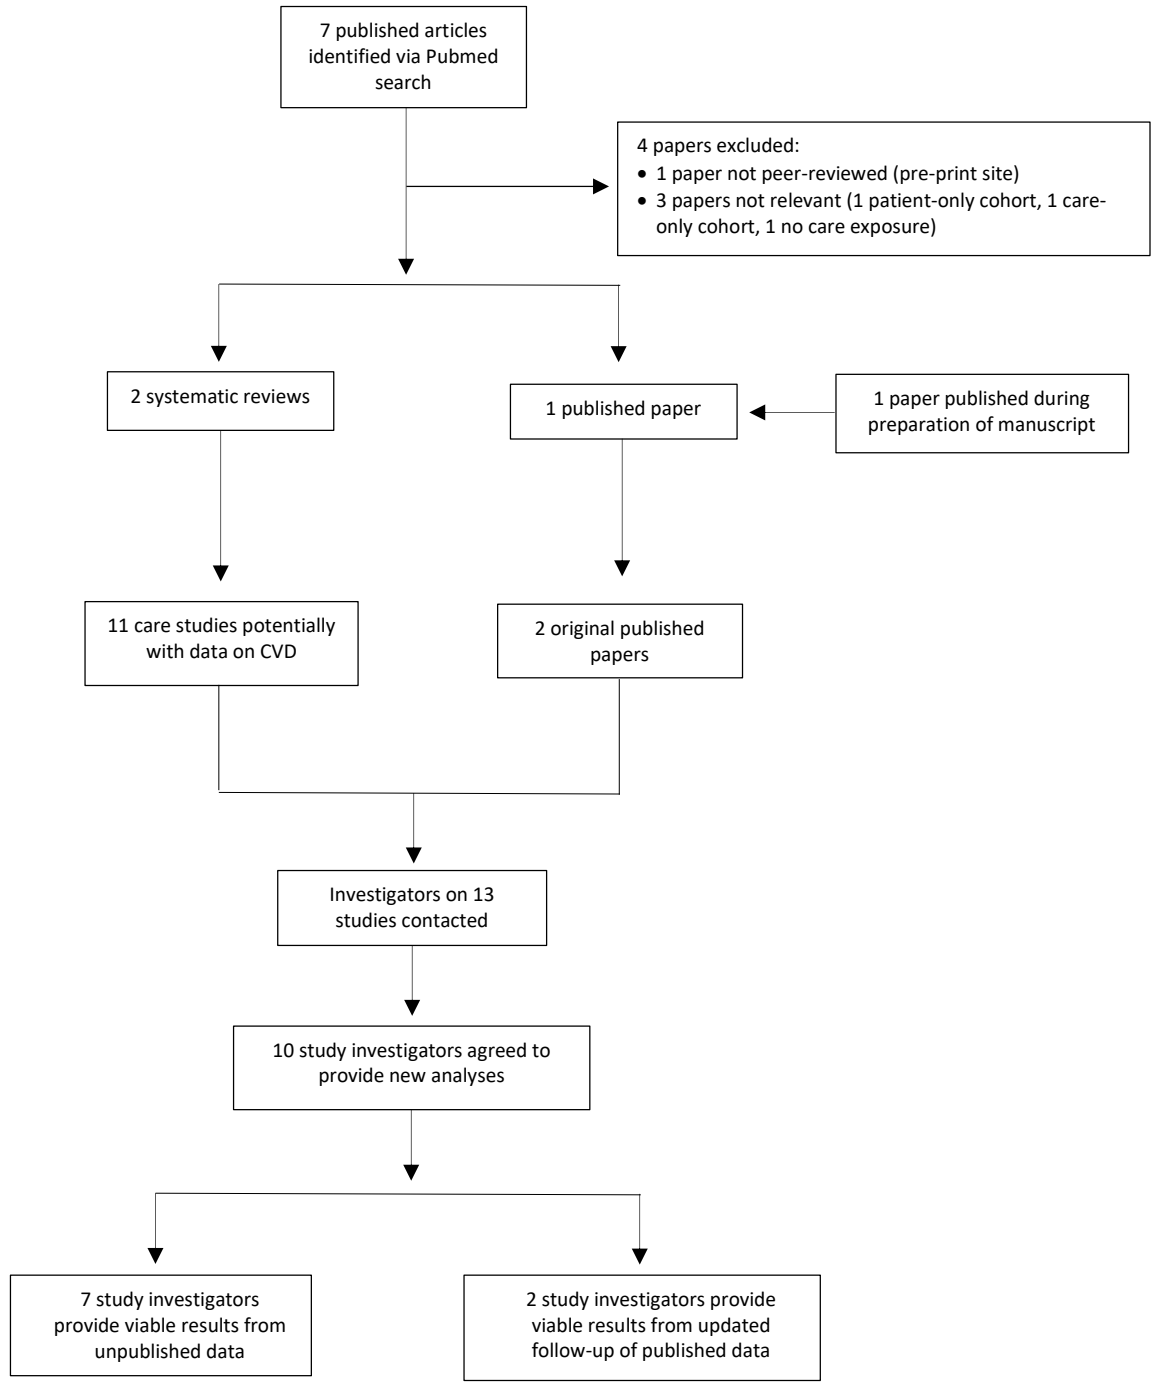 7 published articles
identified via Pubmed
search
4 papers excluded:
• 1 paper not peer-reviewed (pre-print site)
• 3 papers not relevant (1 patient-only cohort, 1 care-
only cohort, 1 no care exposure)
2 systematic reviews
1 published paper
1 paper published during
preparation of manuscript
11 care studies potentially
with data on CVD
2 original published
papers
Investigators on 13
studies contacted
10 study investigators agreed to
provide new analyses
7 study investigators
provide viable results from
unpublished data
2 study investigators provide
viable results from updated
follow-up of published data